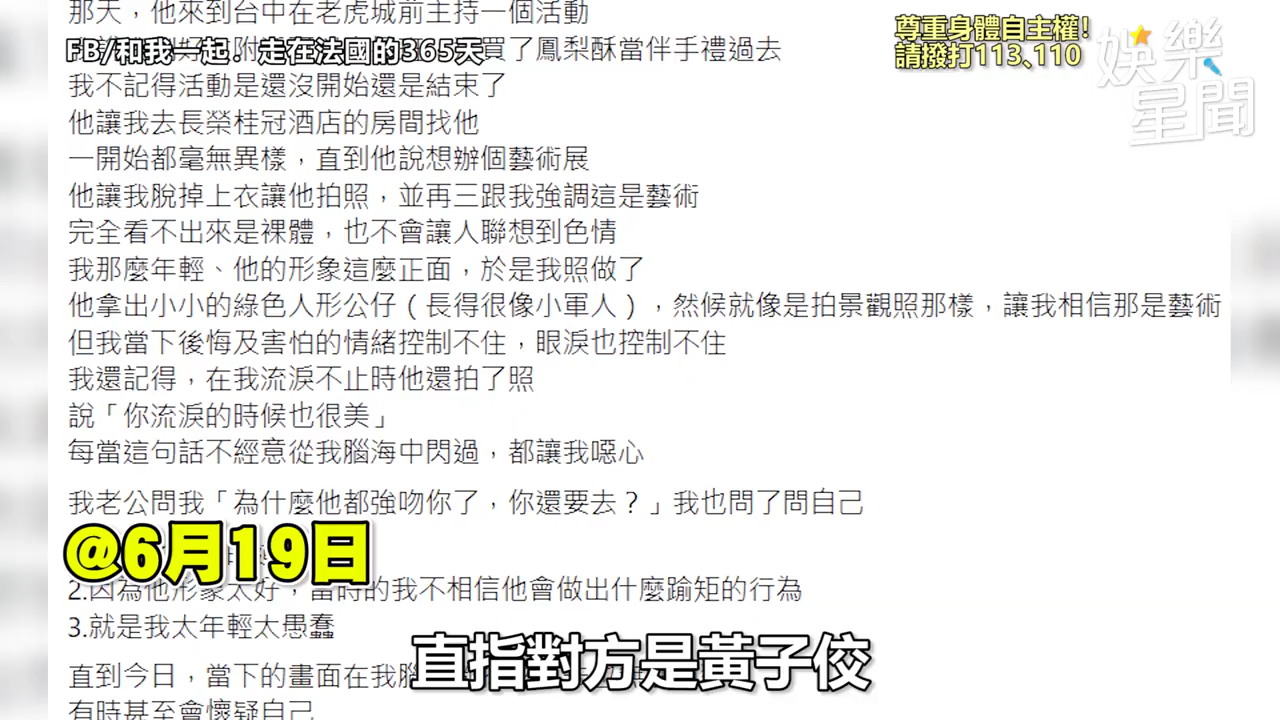 那天，他來到台中在老虎城前主持一個活動
買了鳳梨酥當伴手禮過去
FB/和我一起！走在法國的365天
尊重身體自主權!
請撥打113、110
娛樂星聞
我不記得活動是還沒開始還是結束了
他讓我去長榮桂冠酒店的房間找他
一開始都毫無異樣，直到他說想辦個藝術展
他讓我脫掉上衣讓他拍照，並再三跟我強調這是藝術
完全看不出來是裸體，也不會讓人聯想到色情
我那麼年輕、他的形象這麼正面，於是我照做了
他拿出小小的綠色人形公仔（長得很像小軍人），然候就像是拍景觀照那樣，讓我相信那是藝術
但我當下後悔及害怕的情緒控制不住，眼淚也控制不住
我還記得，在我流淚不止時他還拍了照
說「你流淚的時候也很美」
每當這句話不經意從我腦海中閃過，都讓我噁心
我老公問我「為什麼他都強吻你了，你還要去？」我也問了問自己
@6月19日
2.因為他形象太好，當時的我不相信他會做出什麼踰矩的行為
3.就是我太年輕太愚蠢
直到今日，當下的畫面在我腦
直指對方是黃子佼
有時甚至會懷疑自己